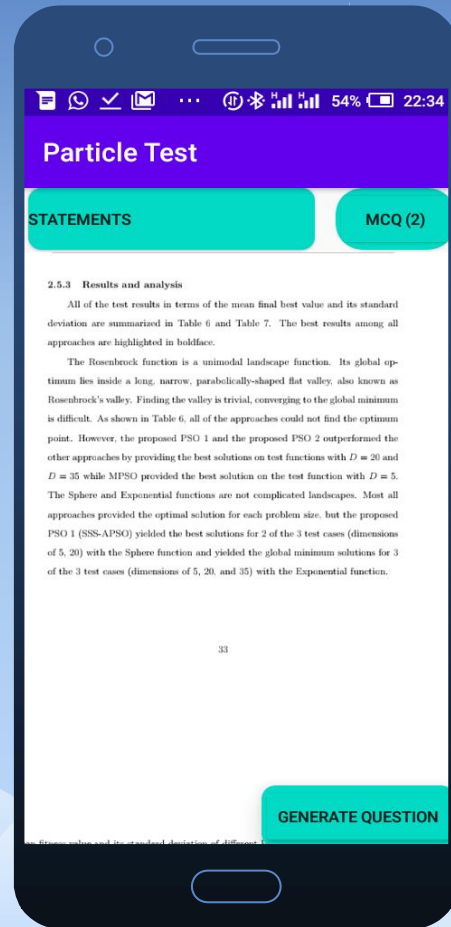 54% 22:34
Particle Test
STATEMENTS
MCQ (2)
2.5.3 Results and analysis
All of the test results in terms of the mean final best value and its standard
deviation are summarized in Table 6 and Table 7. The best results among all
approaches are highlighted in boldface.
The Rosenbrock function is a unimodal landscape function. Its global op-
timum lies inside a long, narrow, parabolically-shaped flat valley, also known as
Rosenbrock's valley. Finding the valley is trivial, converging to the global minimum
is difficult. As shown in Table 6, all of the approaches could not find the optimum
point. However, the proposed PSO 1 and the proposed PSO 2 outperformed the
other approaches by providing the best solutions on test functions with D = 20 and
D = 35 while MPSO provided the best solution on the test function with D = 5.
The Sphere and Exponential functions are not complicated landscapes. Most all
approaches provided the optimal solution for each problem size, but the proposed
PSO 1 (SSS-APSO) yielded the best solutions for 2 of the 3 test cases (dimensions
of 5, 20) with the Sphere function and yielded the global minimum solutions for 3
of the 3 test cases (dimensions of 5, 20, and 35) with the Exponential function.
33
GENERATE QUESTION
fitness value and its standard deviation of different